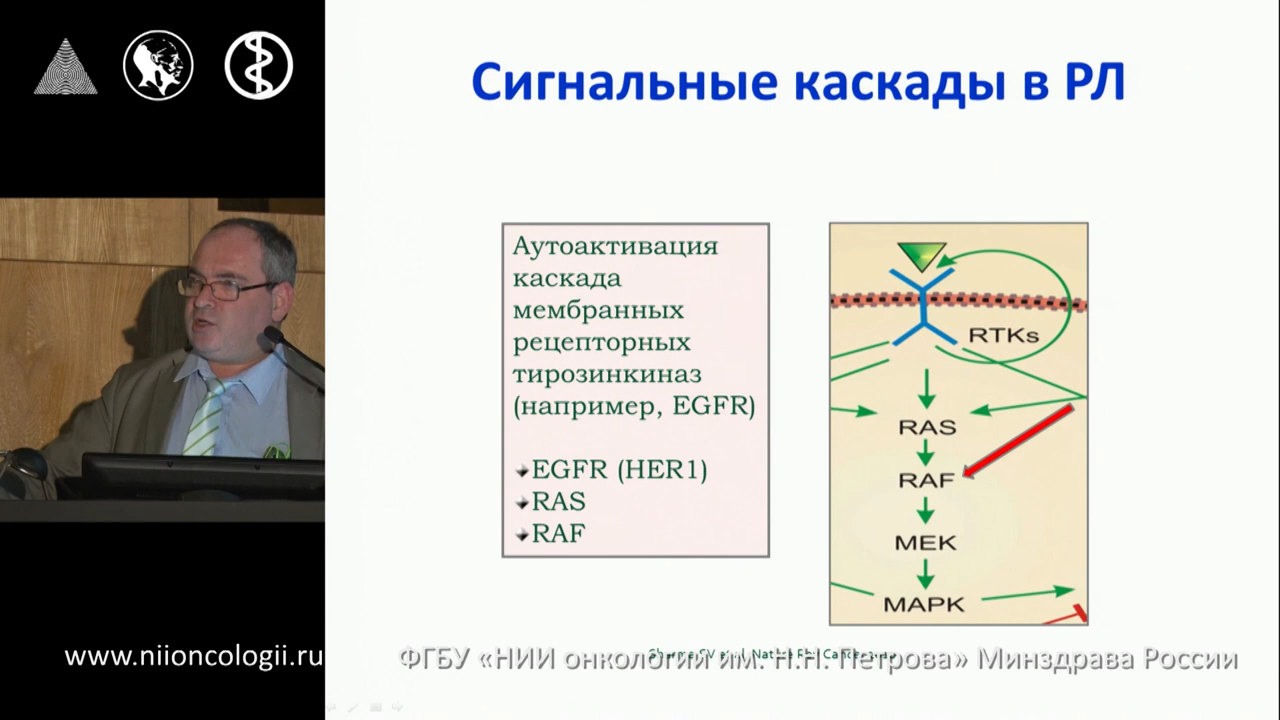 Сигнальные каскады в РЛ
Аутоактивация
каскада
мембранных
рецепторных
тирозинкиназ
(например, EGFR)
EGFR (HER1)
RAS
RAF
RTKs
RAS
RAF
MEK
MAPK
www.niioncologii.ru
ФГБУ «НИИ онкологии им. Н.Н. Петрова» Минздрава России